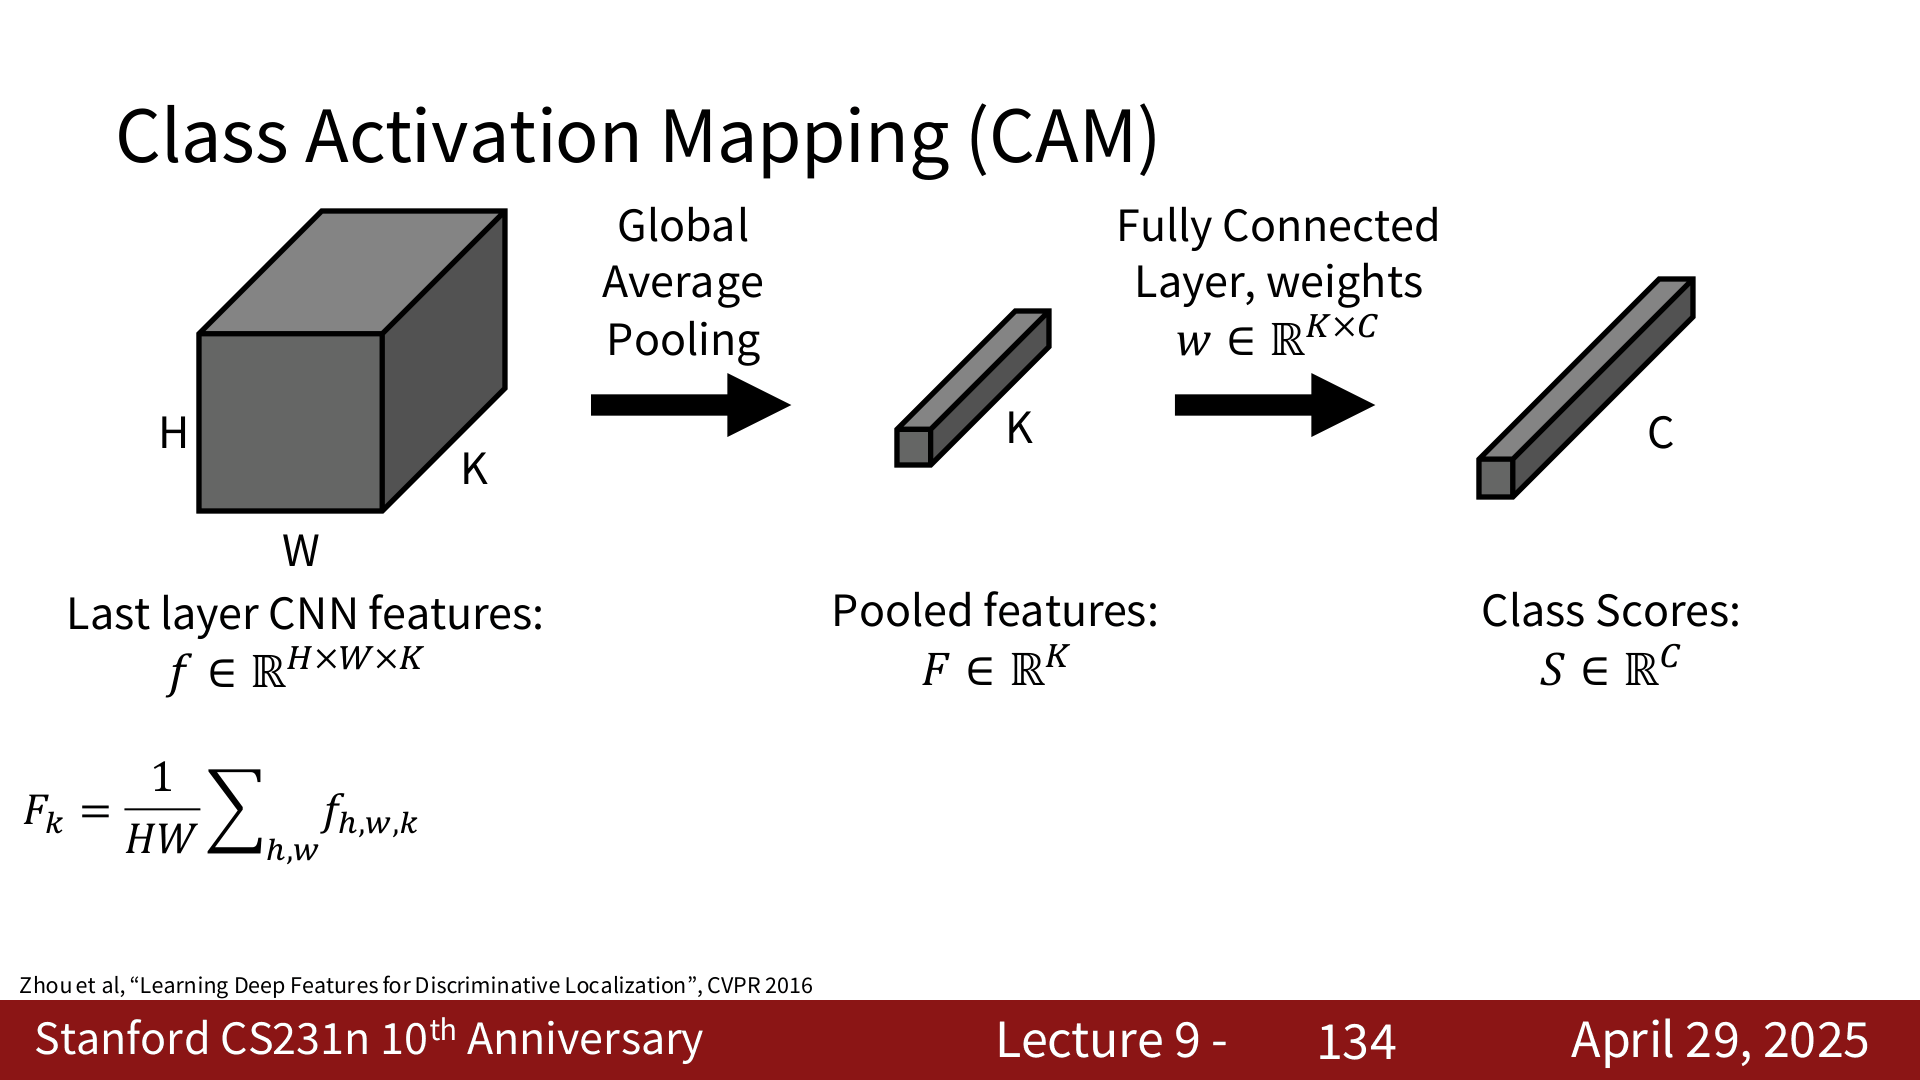 Class Activation Mapping (CAM)
Global
Average
Pooling
Fully Connected
Layer, weights
w ∈ ℝ^{K×C}
H
W
K
K
C
Last layer CNN features:
f ∈ ℝ^{H×W×K}
Pooled features:
F ∈ ℝ^K
Class Scores:
S ∈ ℝ^C
F_k = \frac{1}{HW} \sum_{h,w} f_{h,w,k}
Zhou et al, “Learning Deep Features for Discriminative Localization”, CVPR 2016
Stanford CS231n 10th Anniversary
Lecture 9 - 134
April 29, 2025